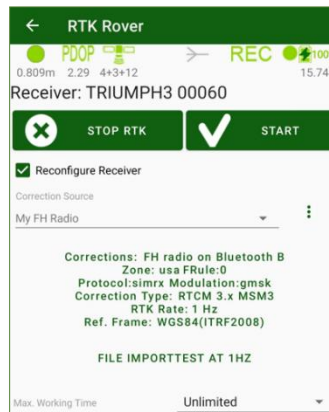 RTK Rover
PDOP REC 100
0.809m 2.29 4+3+12 15.74
Receiver: TRIUMPH3 00060
STOP RTK START
Reconfigure Receiver
Correction Source
My FH Radio
Corrections: FH radio on Bluetooth B
Zone: usa FRule:0
Protocol:simrx Modulation:gmsk
Correction Type: RTCM 3.x MSM3
RTK Rate: 1 Hz
Ref. Frame: WGS84(ITRF2008)
FILE IMPORTTEST AT 1HZ
Max. Working Time Unlimited